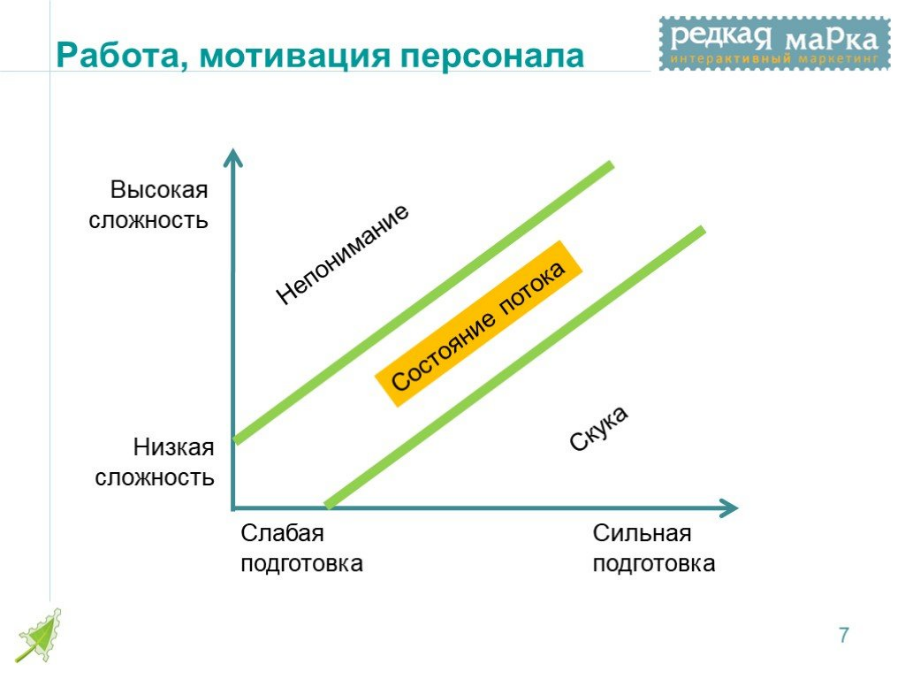 Работа, мотивация персонала
редкая маРка
интерактивный маркетинг
Высокая
сложность
Непонимание
Состояние потока
Скука
Низкая
сложность
Слабая
подготовка
Сильная
подготовка
7